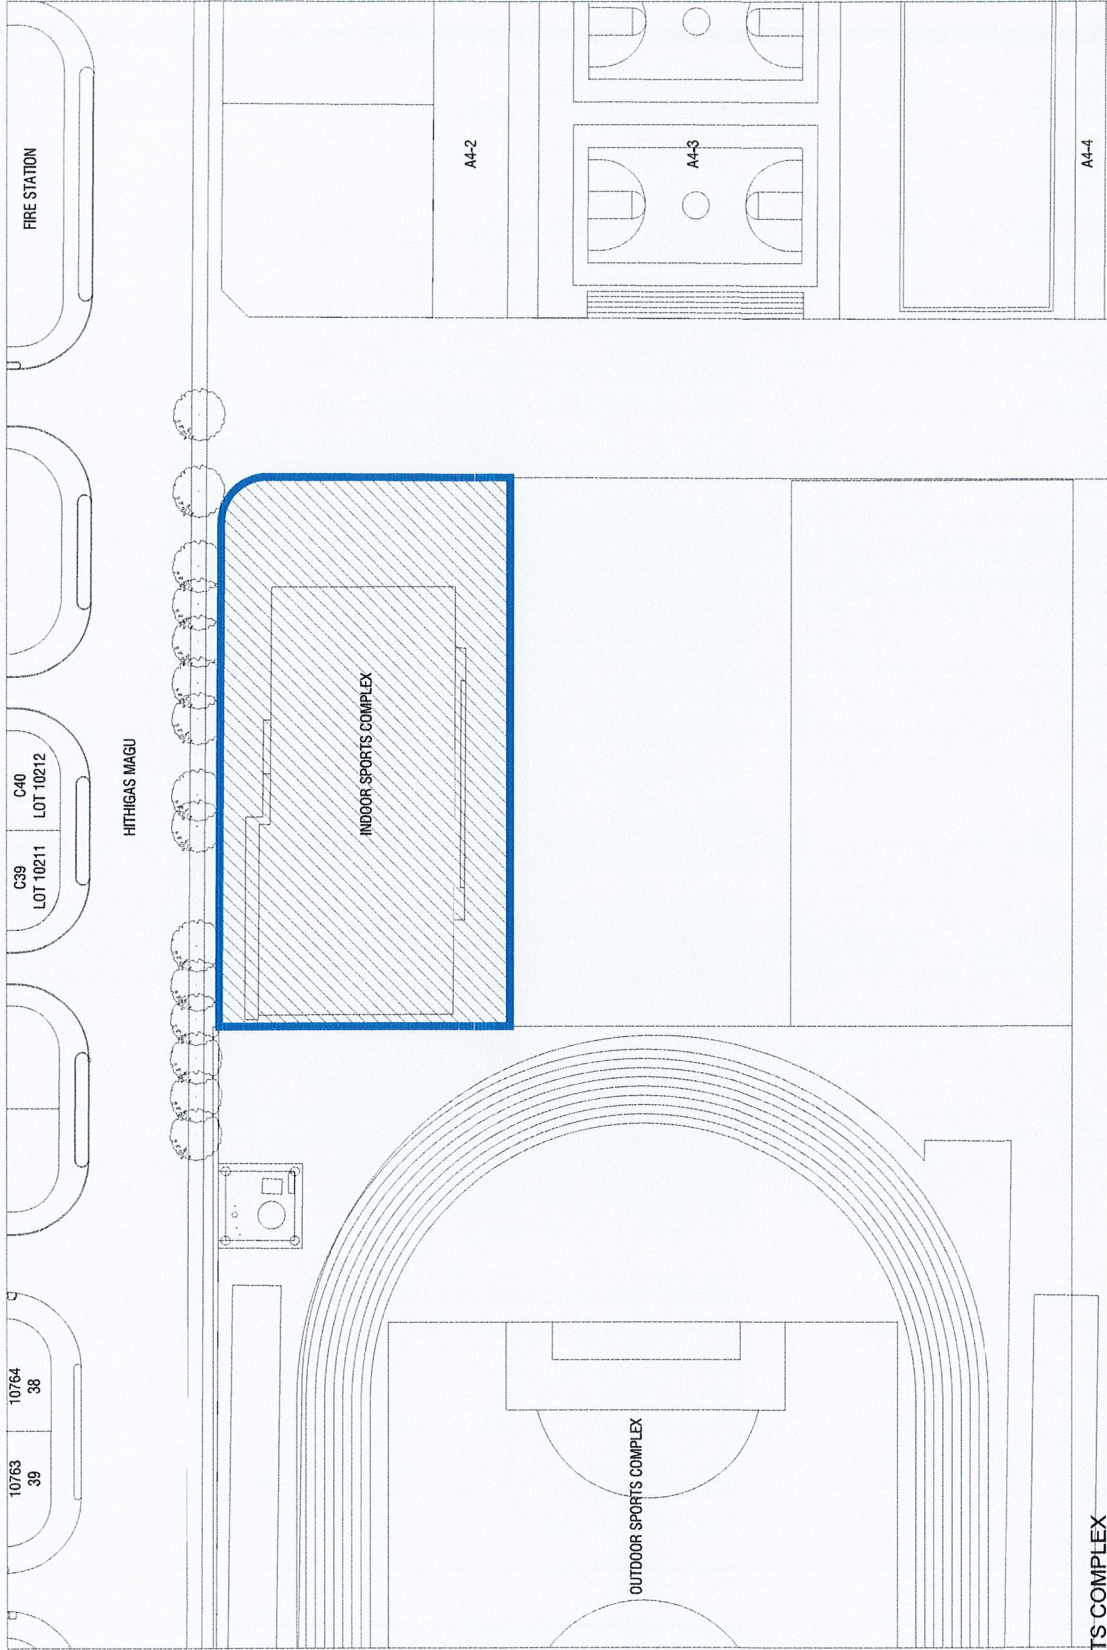 10763
39
10764
38
C39
LOT 10211
C40
LOT 10212
FIRE STATION
HITHIGAS MAGU
INDOOR SPORTS COMPLEX
A4-2
OUTDOOR SPORTS COMPLEX
A4-3
A4-4
TS COMPLEX